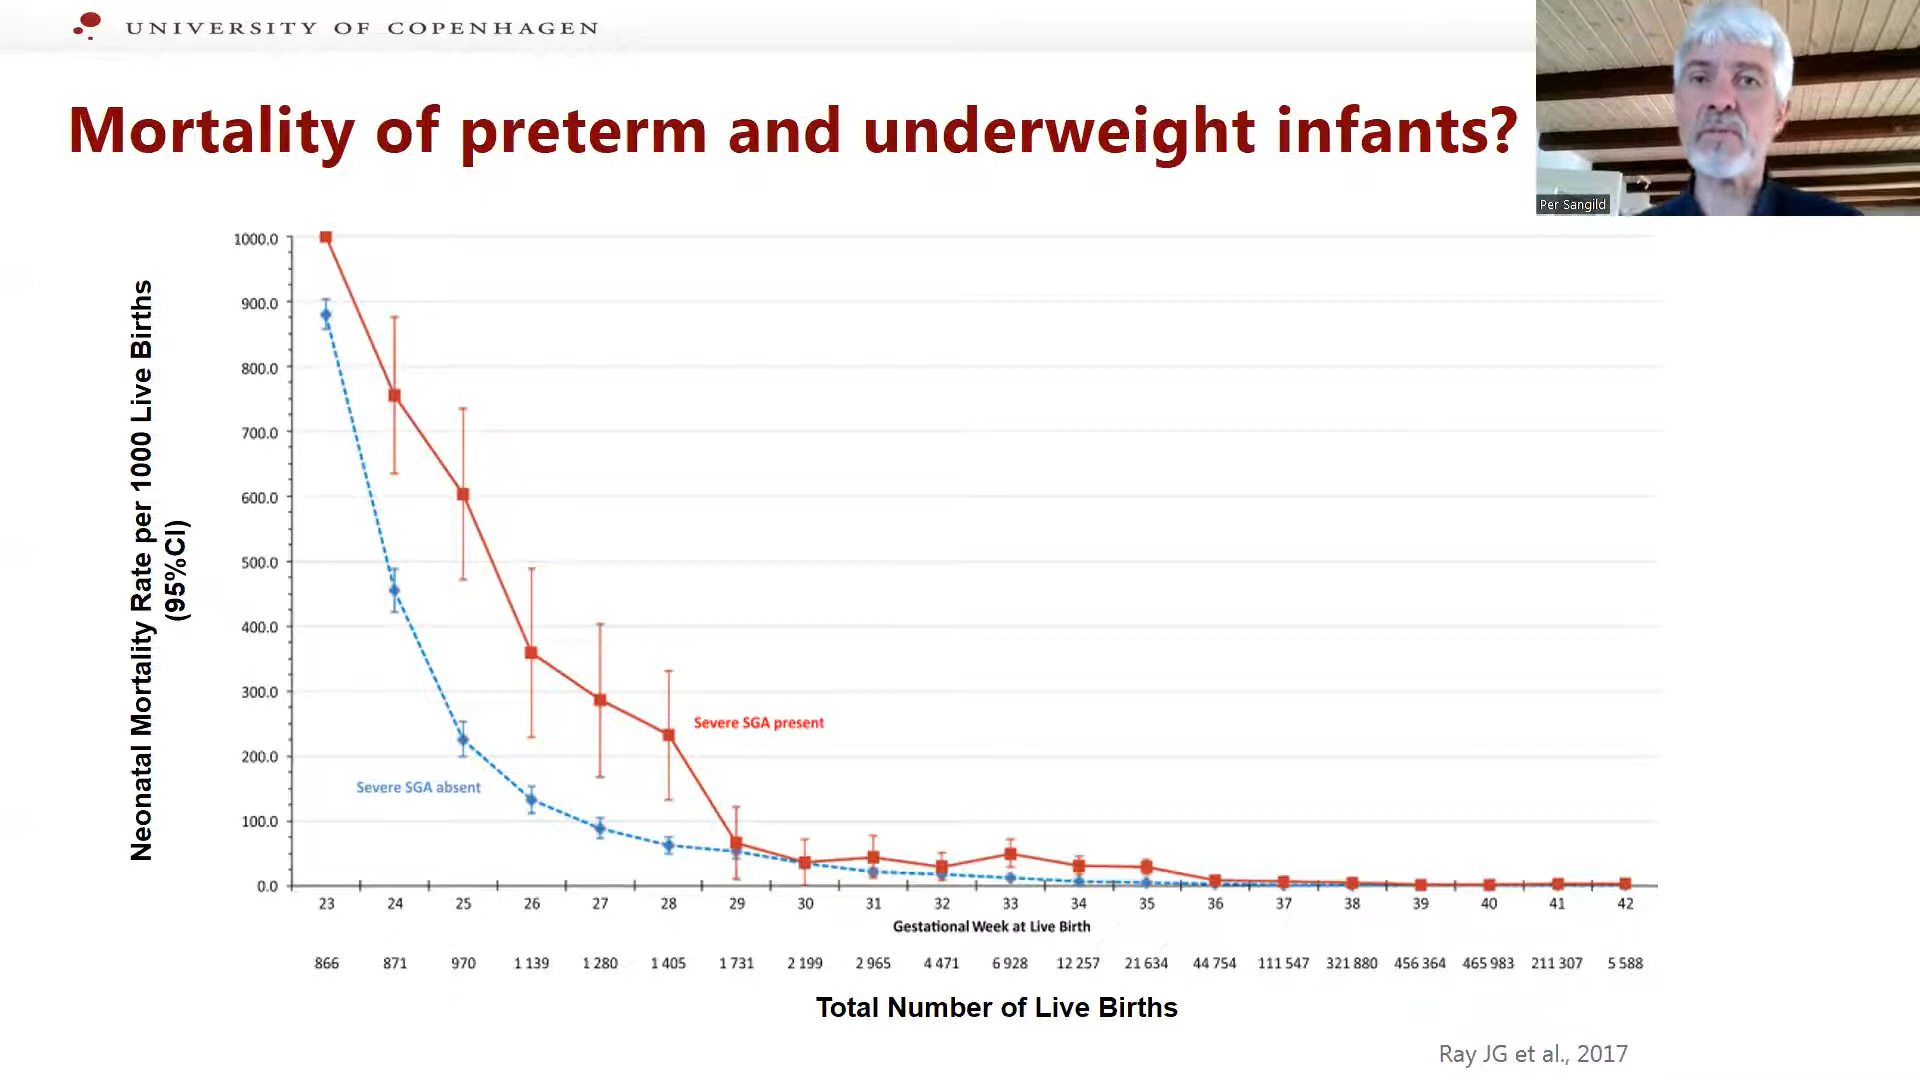 UNIVERSITY OF COPENHAGEN
Mortality of preterm and underweight infants?
Per Sangild
Neonatal Mortality Rate per 1000 Live Births
(95%CI)
1000.0
900.0
800.0
700.0
600.0
500.0
400.0
300.0
200.0
100.0
0.0
Severe SGA present
Severe SGA absent
23 24 25 26 27 28 29 30 31 32 33 34 35 36 37 38 39 40 41 42
Gestational Week at Live Birth
866 871 970 1 139 1 280 1 405 1 731 2 199 2 965 4 471 6 928 12 257 21 634 44 754 111 547 321 880 456 364 465 983 211 307 5 588
Total Number of Live Births
Ray JG et al., 2017